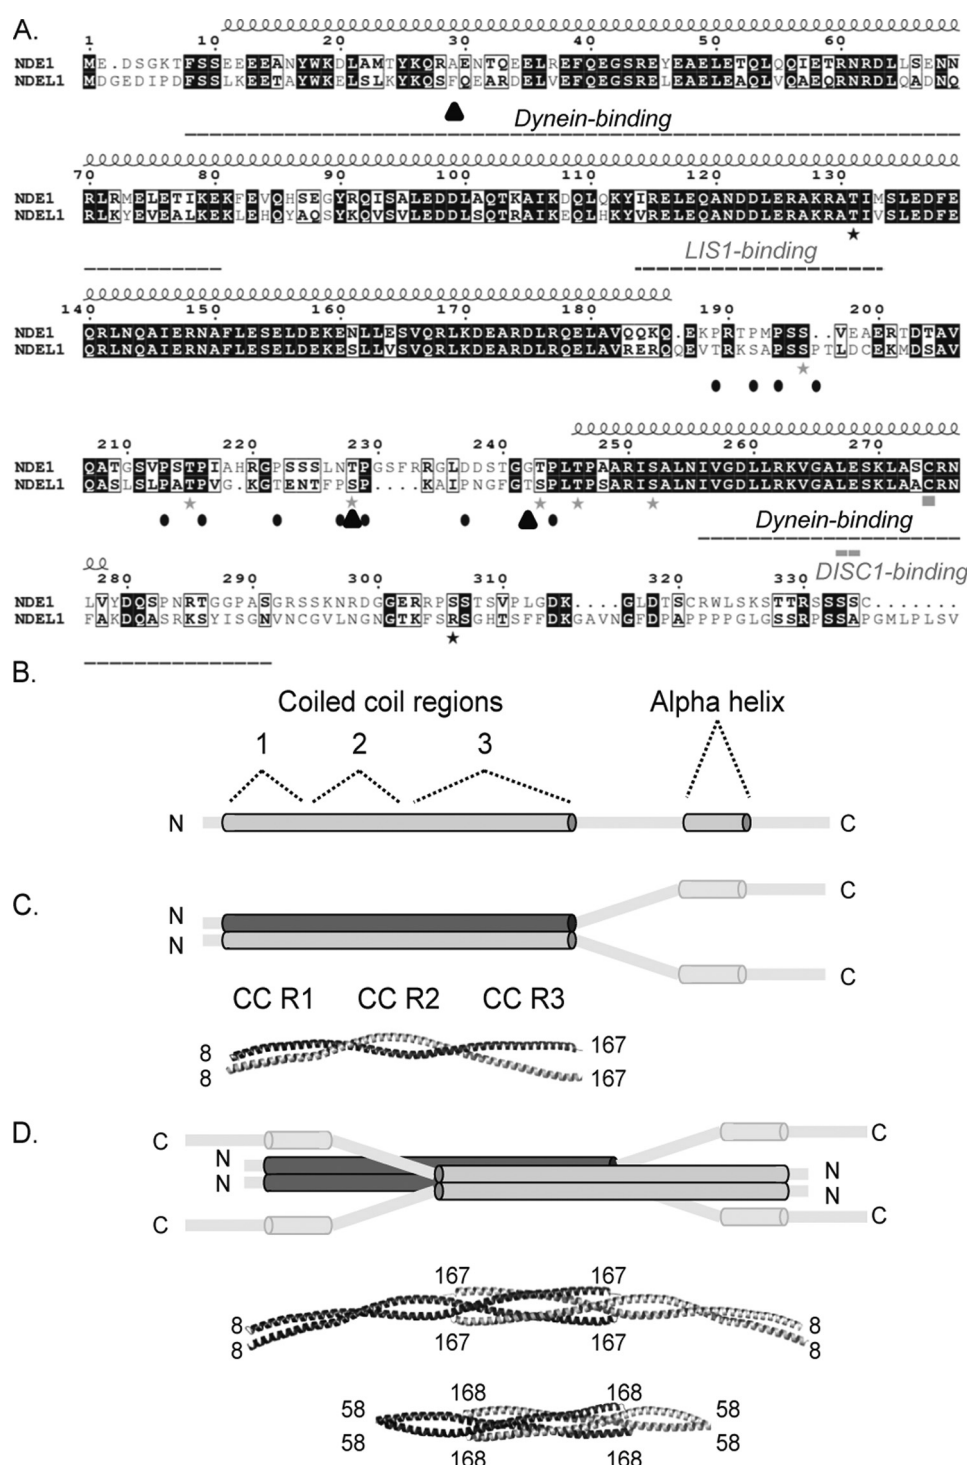 A.
1 10 20 30 40 50 60
NDE1 ME.DSGKTFSSEEEEANYWKDLAMTYKQRAENTQEELREFQEGSREYEAELETQLQQIETRNRDLLSENN
NDEL1 MDGEDIPDFSSLKEETAYWKELSLKYKQSFQEARDELVEFQEGSRELEAELEAQLVQAEQRNRDLQADNQ
Dynein-binding
70 80 90 100 110 120 130
NDE1 RLRMELETIKEKFEVQHSEGYRQISALEDDLAQTKAIKDQLQKYIRELEQANDDLERAKRATIMSLEDFE
NDEL1 RLKYEVEALKEKLEHQYAQSYKQVSVLEDDLSQTRAIKEQLHKYVRELEQANDDLERAKRATIVSLEDFE
LIS1-binding
140 150 160 170 180 190 200
NDE1 QRLNQAIERNAFLESELDEKENLLESVQRLKDEARDLRQELAVQQKQ.EKPRTPMPSS..VEAERTDTAV
NDEL1 QRLNQAIERNAFLESELDEKESLLVSVQRLKDEARDLRQELAVRERQQEVTRKSAPSSPTLDCEKMDSAV
210 220 230 240 250 260 270
NDE1 QATGSVPSTPIAHRGPSSSLNTPGSFRRGLDDSTGGTPLTPAARISALNIVGDLLRKVGALESKLASCRN
NDEL1 QASLSLPATPVG.KGTENTFPSP....KAIPNGFGTSPLTPSARISALNIVGDLLRKVGALESKLAACRN
Dynein-binding
DISC1-binding
280 290 300 310 320 330
NDE1 LVYDQSPNRTGGPASGRSSKNRDGGERRPSSTSVPLGDK....GLDTSCRWLSKSTTRSSSSC.......
NDEL1 FAKDQASRKSYISGNVNCGVLNGNGTKFSRSGHTSFFDKGAVNGFDPAPPPPGLGSSRPSSAPGMLPLSV
B.
Coiled coil regions Alpha helix
1 2 3
N C
C.
C
N
N
C
CC R1 CC R2 CC R3
8 167
8 167
D.
C C
N N
N N
C C
167 167
8 8
8 8
167 167
168 168
58 58
58 58
168 168